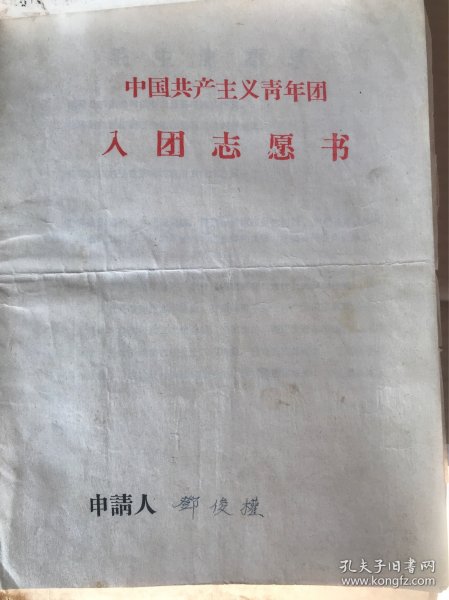 中国共产主义青年团
入团志愿书
申請人 鄧俊權
孔夫子旧书网
www.kongfz.com